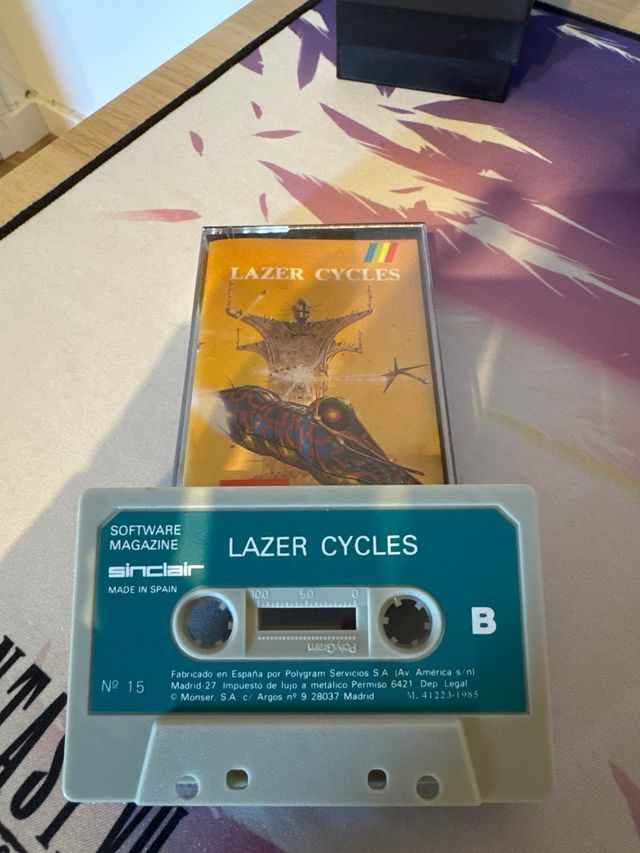 LAZER CYCLES
SOFTWARE
MAGAZINE
sinclair
MADE IN SPAIN
LAZER CYCLES
100 50 0
PolyGram
B
Nº 15
Fabricado en España por Polygram Servicios S.A. (Av. América s/n)
Madrid-27 Impuesto de lujo a metálico Permiso 6421 Dep. Legal
© Monser, S.A. c/ Argos nº 9 28037 Madrid M. 41223-1985
NTASY VII